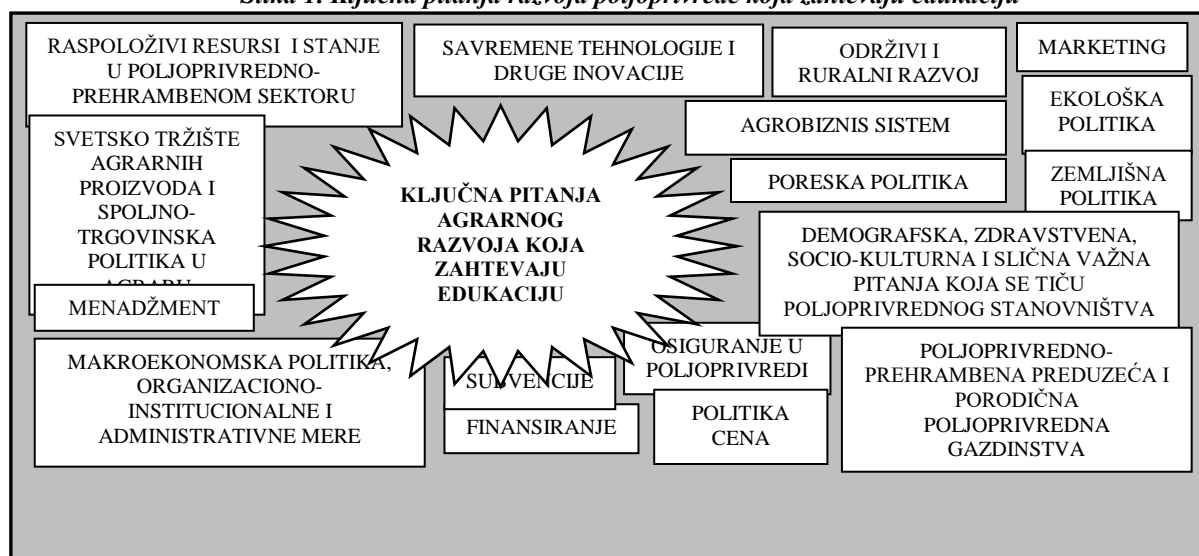 Slika 1. Ključna pitanja razvoja poljoprivrede koja zahtevaju edukaciju
RASPOLOŽIVI RESURSI I STANJE
U POLJOPRIVREDNO-
PREHRAMBENOM SEKTORU
SAVREMENE TEHNOLOGIJE I
DRUGE INOVACIJE
ODRŽIVI I
RURALNI RAZVOJ
MARKETING
EKOLOŠKA
POLITIKA
AGROBIZNIS SISTEM
SVETSKO TRŽIŠTE
AGRARNIH
PROIZVODA I
SPOLJNO-
TRGOVINSKA
POLITIKA U
AGRARU
PORESKA POLITIKA
ZEMLJIŠNA
POLITIKA
KLJUČNA PITANJA
AGRARNOG
RAZVOJA KOJA
ZAHTEVAJU
EDUKACIJU
DEMOGRAFSKA, ZDRAVSTVENA,
SOCIO-KULTURNA I SLIČNA VAŽNA
PITANJA KOJA SE TIČU
POLJOPRIVREDNOG STANOVNIŠTVA
MENADŽMENT
MAKROEKONOMSKA POLITIKA,
ORGANIZACIONO-
INSTITUCIONALNE I
ADMINISTRATIVNE MERE
SUBVENCIJE
FINANSIRANJE
OSIGURANJE U
POLJOPRIVREDI
POLITIKA
CENA
POLJOPRIVREDNO-
PREHRAMBENA PREDUZEĆA I
PORODIČNA
POLJOPRIVREDNA
GAZDINSTVA